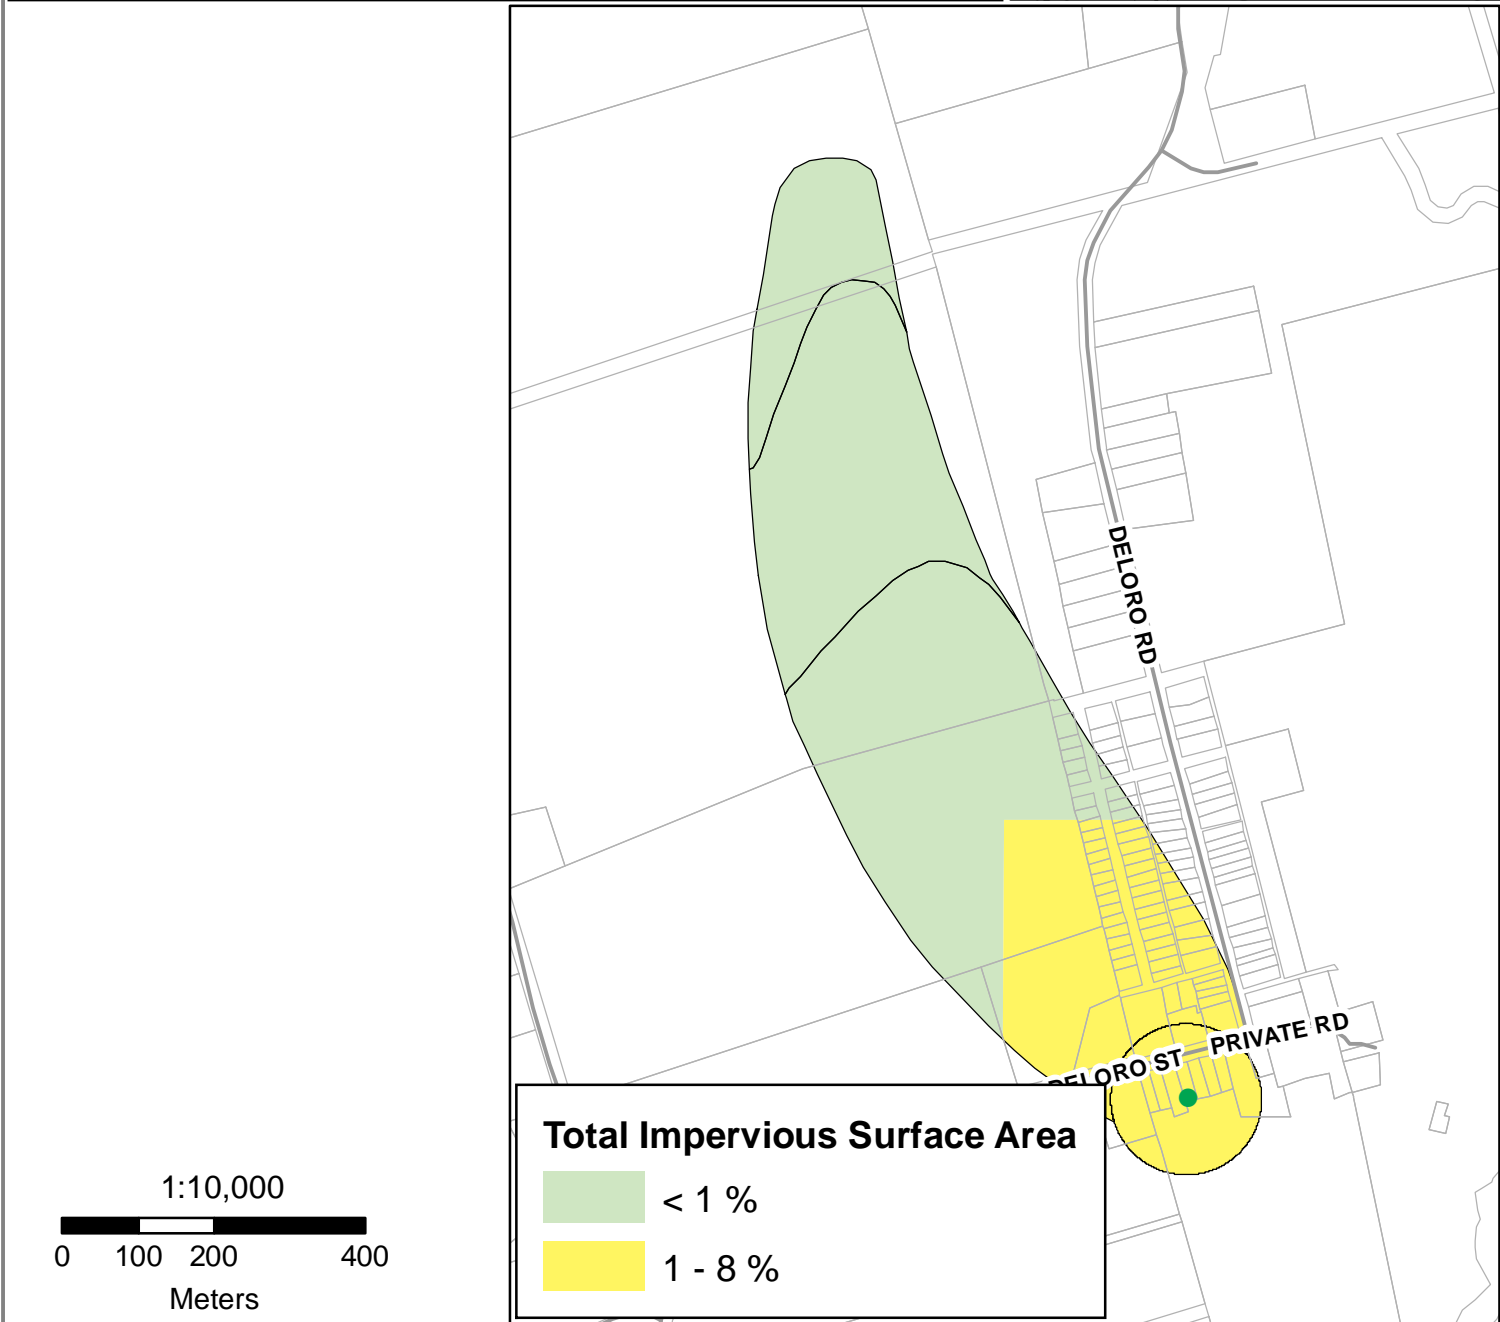 DELORO RD
PRIVATE RD
DELORO ST
Total Impervious Surface Area
< 1 %
1 - 8 %
1:10,000
0 100 200 400
Meters